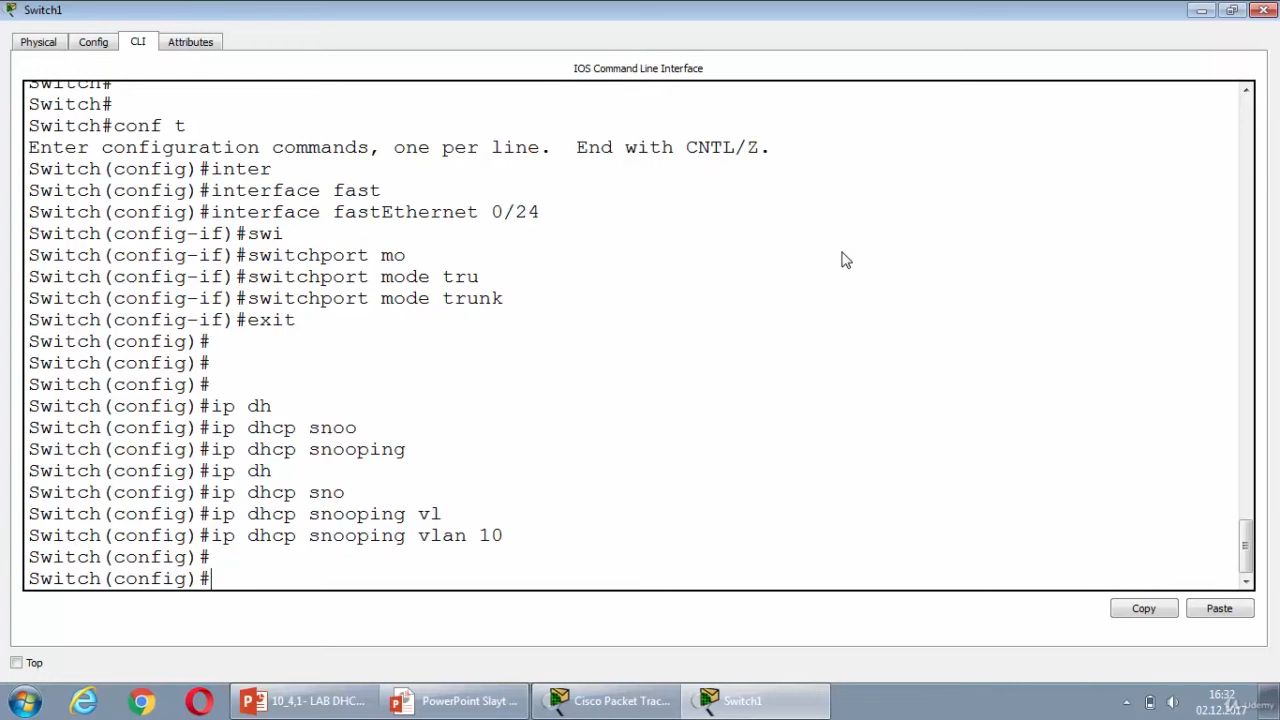 Switch1
Physical Config CLI Attributes
IOS Command Line Interface
Switch#
Switch#
Switch#conf t
Enter configuration commands, one per line.  End with CNTL/Z.
Switch(config)#inter
Switch(config)#interface fast
Switch(config)#interface fastEthernet 0/24
Switch(config-if)#swi
Switch(config-if)#switchport mo
Switch(config-if)#switchport mode tru
Switch(config-if)#switchport mode trunk
Switch(config-if)#exit
Switch(config)#
Switch(config)#
Switch(config)#
Switch(config)#ip dh
Switch(config)#ip dhcp snoo
Switch(config)#ip dhcp snooping
Switch(config)#ip dh
Switch(config)#ip dhcp sno
Switch(config)#ip dhcp snooping vl
Switch(config)#ip dhcp snooping vlan 10
Switch(config)#
Switch(config)#
Copy Paste
Top
10_4,1- LAB DHC... PowerPoint Slayt ... Cisco Packet Trac... Switch1
16:32
02.12.2017
Udemy